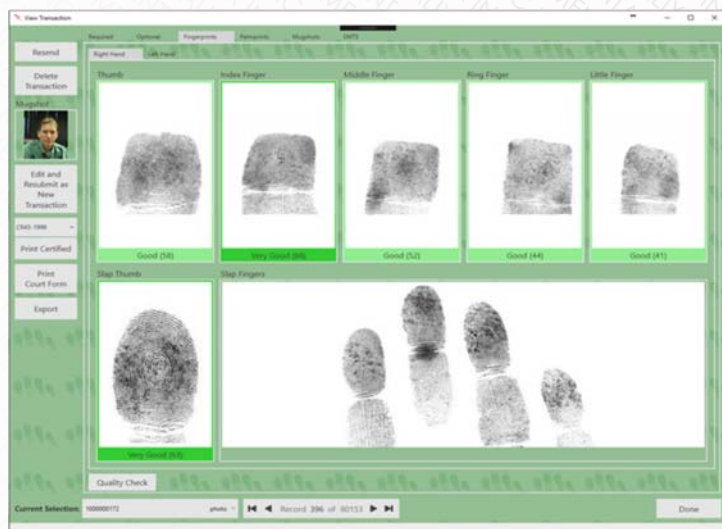 View Transaction
Required Optional Fingerprints Palmprints Mugshots EMTS
Resend
Right Hand Left Hand
Delete
Transaction
Thumb Index Finger Middle Finger Ring Finger Little Finger
Mugshot
Edit and
Resubmit as
New
Transaction
Print Certified
Good (58) Very Good Good (52) Good (44) Good (41)
Print
Court Form
Slap Thumb Slap Fingers
Export
Very Good (63)
Quality Check
Current Selection: 1000000172 photo Record 396 of 80153 Done